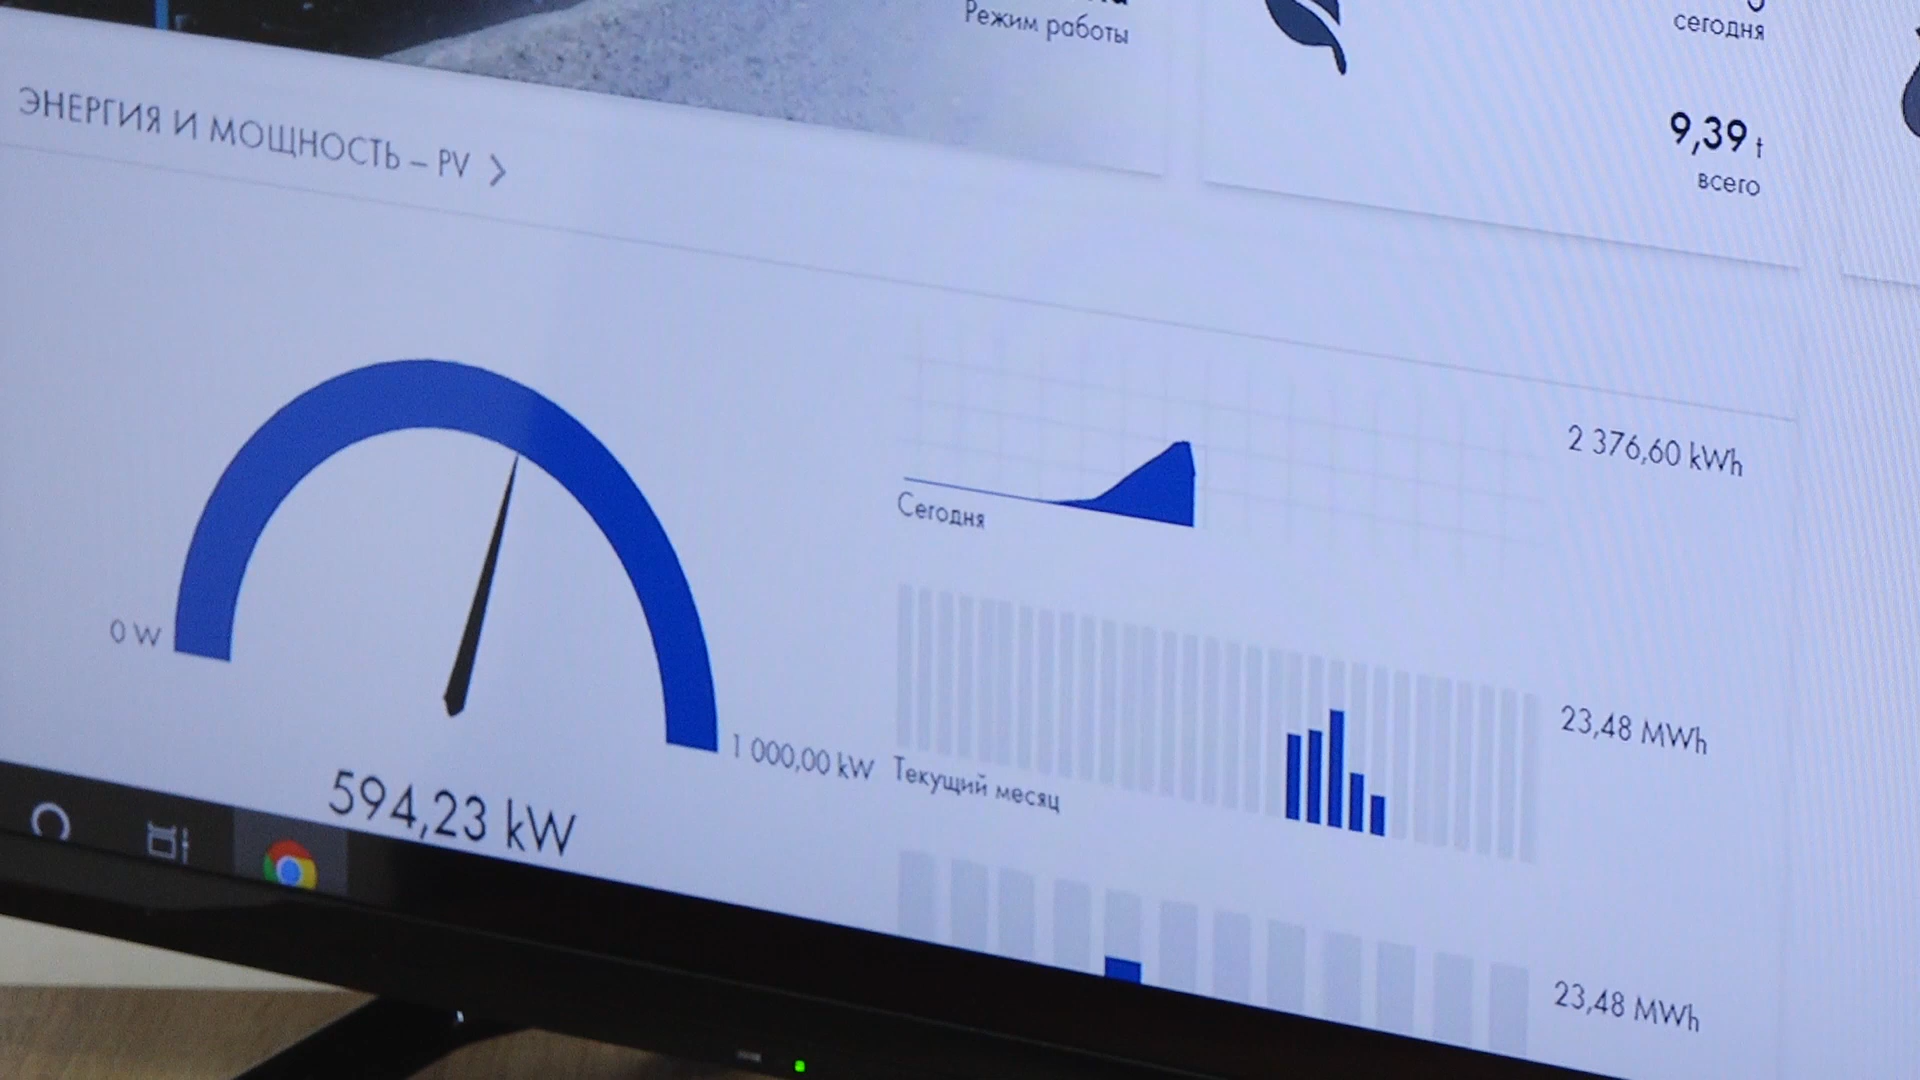 Режим работы
сегодня
9,39 t
всего
ЭНЕРГИЯ И МОЩНОСТЬ – PV
0 W
1 000,00 kW
594,23 kW
2 376,60 kWh
Сегодня
23,48 MWh
Текущий месяц
23,48 MWh